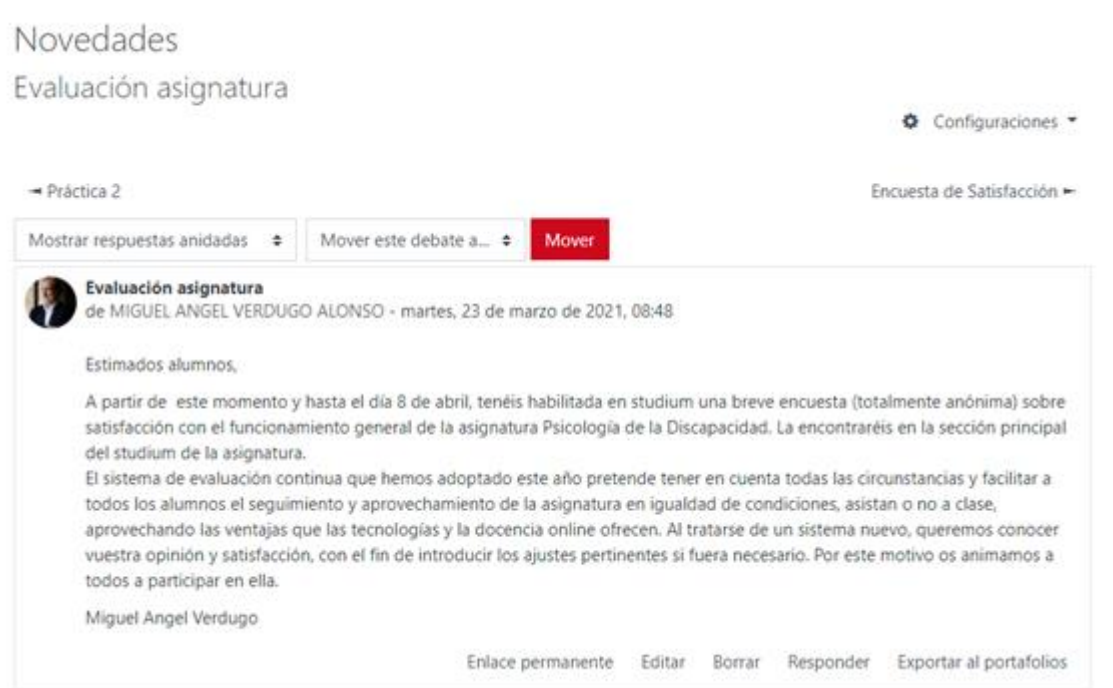 Novedades
Evaluación asignatura
Configuraciones
Práctica 2
Encuesta de Satisfacción
Mostrar respuestas anidadas
Mover este debate a...
Mover
Evaluación asignatura
de MIGUEL ANGEL VERDUGO ALONSO - martes, 23 de marzo de 2021, 08:48
Estimados alumnos,
A partir de este momento y hasta el día 8 de abril, tenéis habilitada en studium una breve encuesta (totalmente anónima) sobre
satisfacción con el funcionamiento general de la asignatura Psicología de la Discapacidad. La encontraréis en la sección principal
del studium de la asignatura.
El sistema de evaluación continua que hemos adoptado este año pretende tener en cuenta todas las circunstancias y facilitar a
todos los alumnos el seguimiento y aprovechamiento de la asignatura en igualdad de condiciones, asistan o no a clase,
aprovechando las ventajas que las tecnologías y la docencia online ofrecen. Al tratarse de un sistema nuevo, queremos conocer
vuestra opinión y satisfacción, con el fin de introducir los ajustes pertinentes si fuera necesario. Por este motivo os animamos a
todos a participar en ella.
Miguel Angel Verdugo
Enlace permanente Editar Borrar Responder Exportar al portafolios